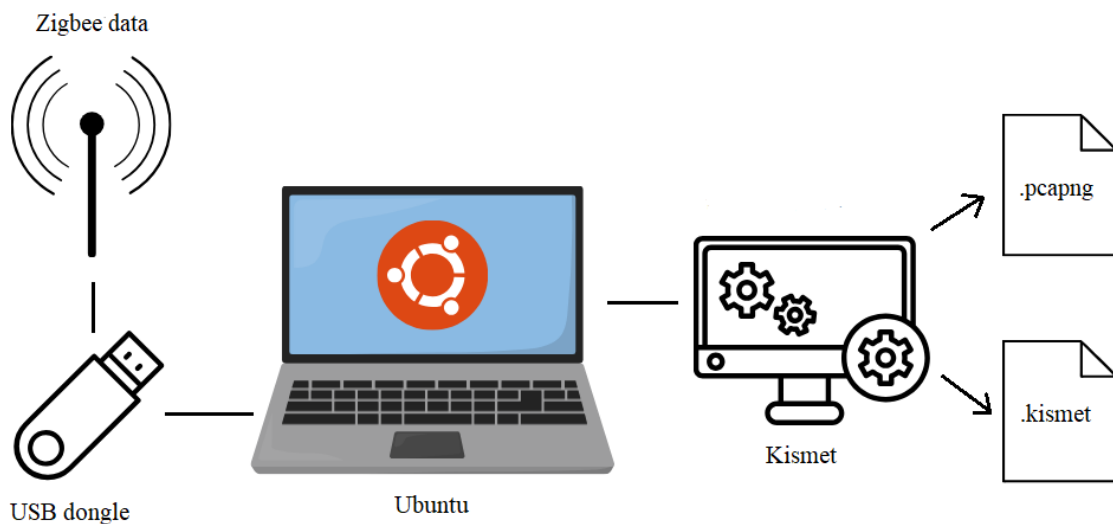 Zigbee data
USB dongle
Ubuntu
Kismet
.pcapng
.kismet